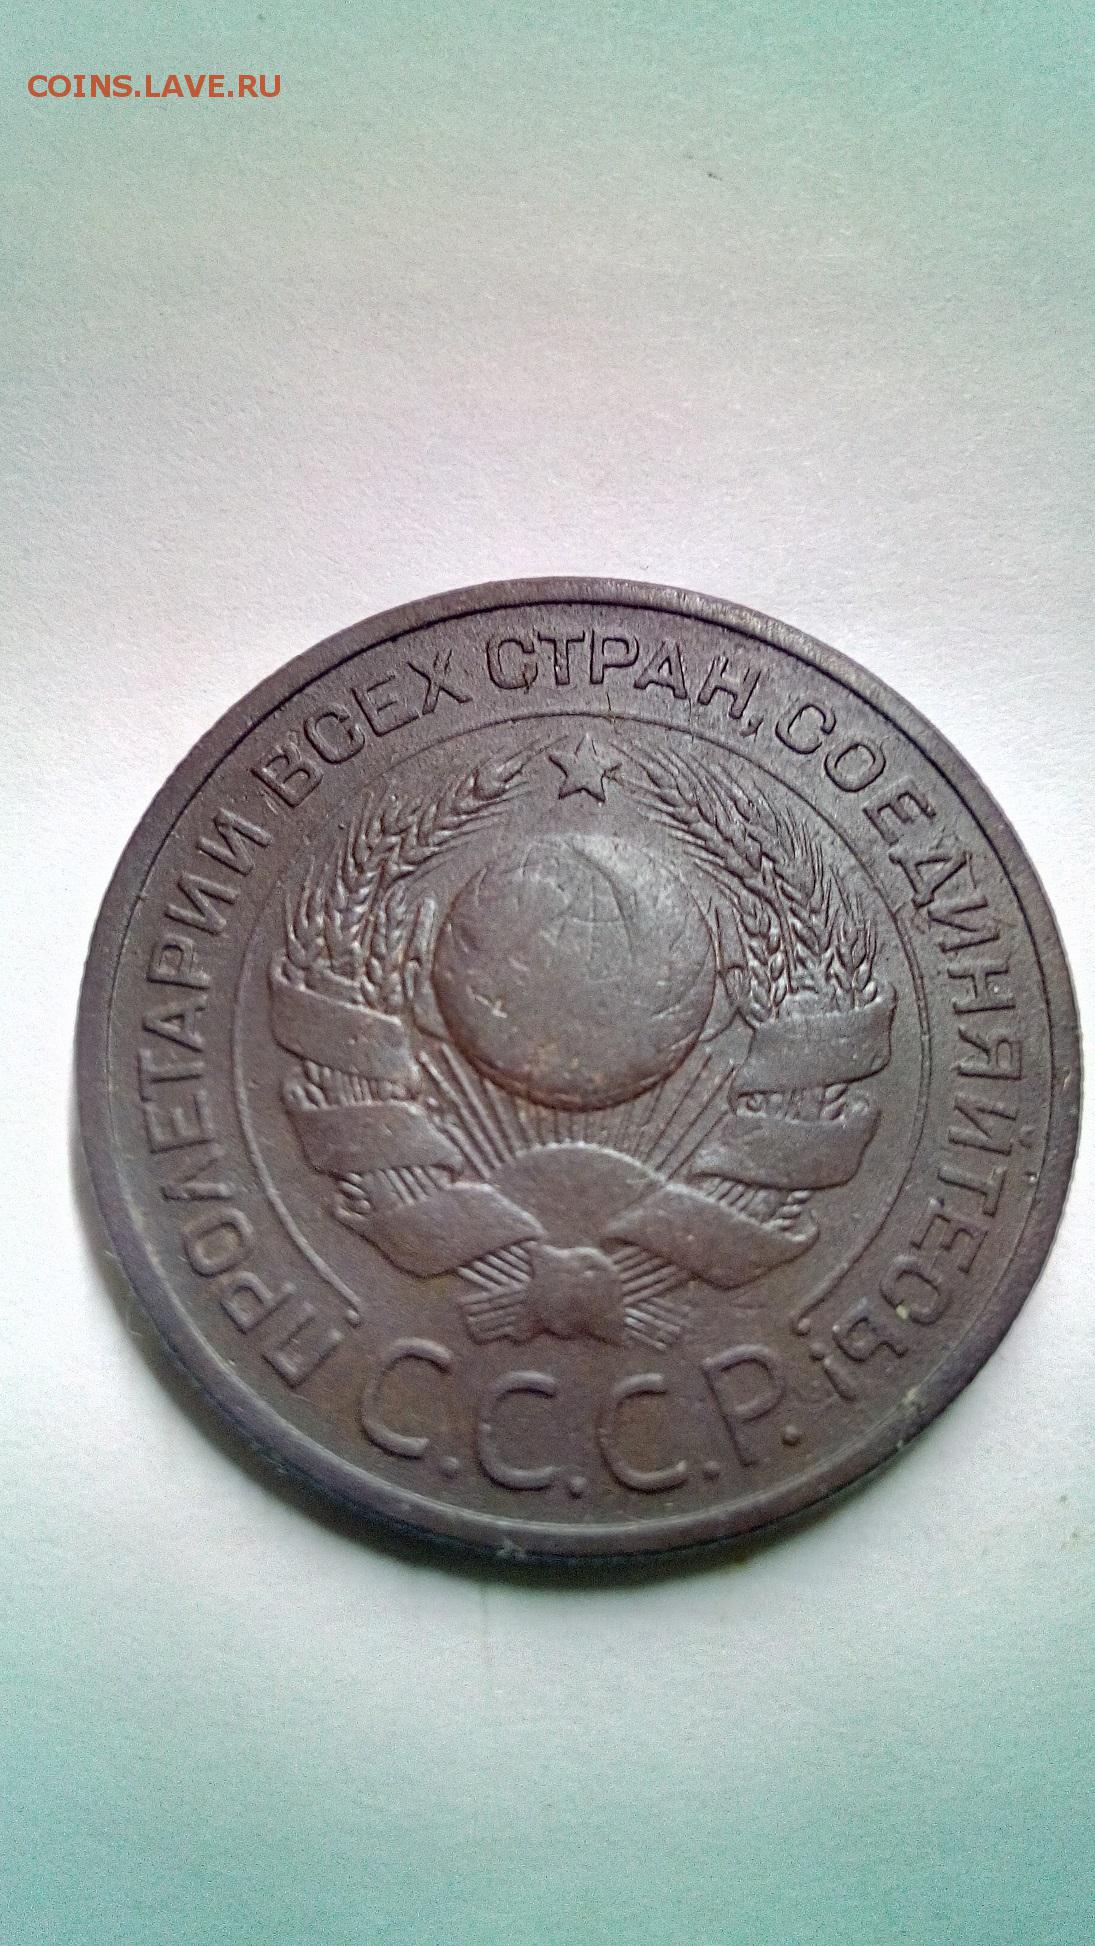 COINS.LAVE.RU
ПРОЛЕТАРИИ ВСЕХ СТРАН, СОЕДИНЯЙТЕСЬ!
С.С.С.Р.